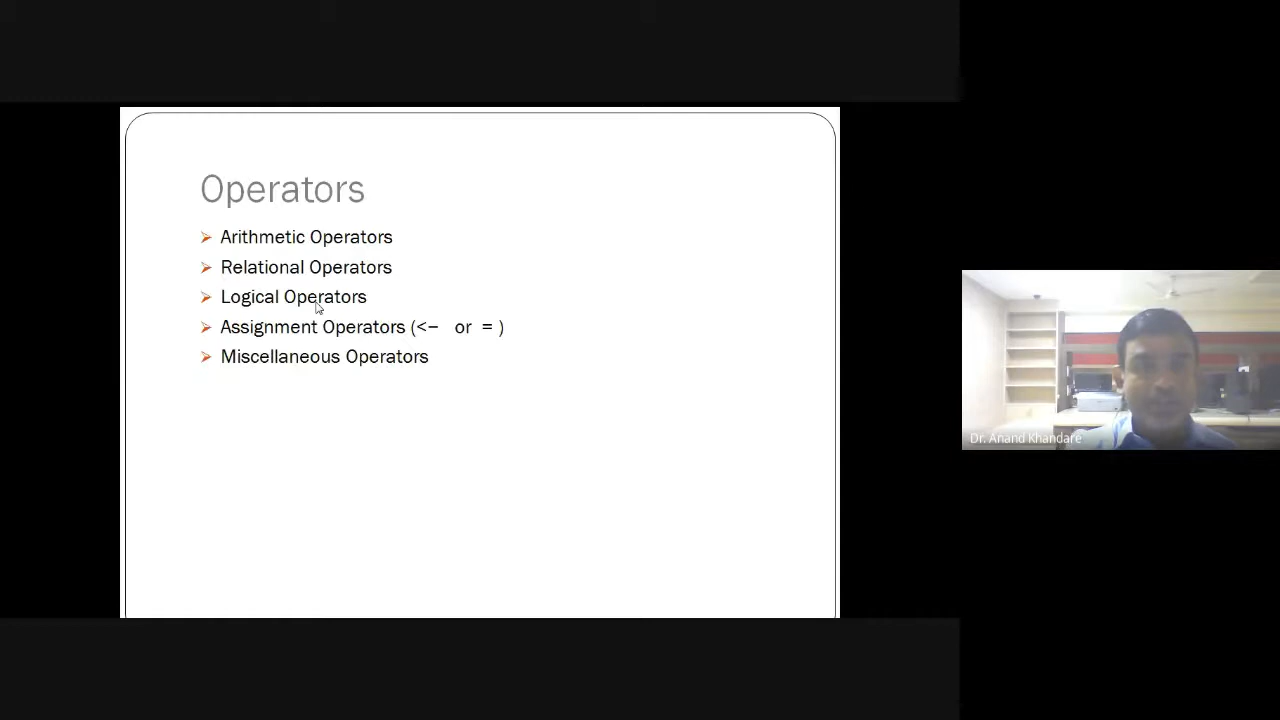 Operators
Arithmetic Operators
Relational Operators
Logical Operators
Assignment Operators (<– or = )
Miscellaneous Operators
Dr. Anand Khandare